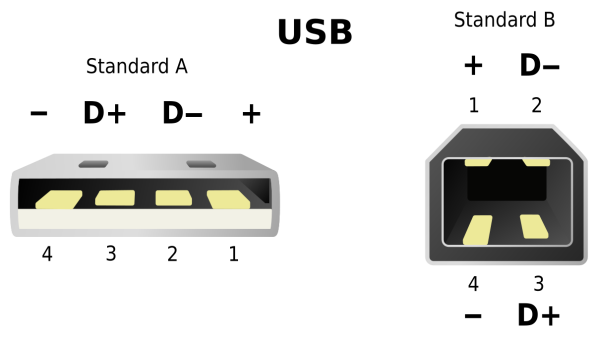 USB
Standard A
− D+ D− +
4 3 2 1
Standard B
+ D−
1 2
4 3
− D+